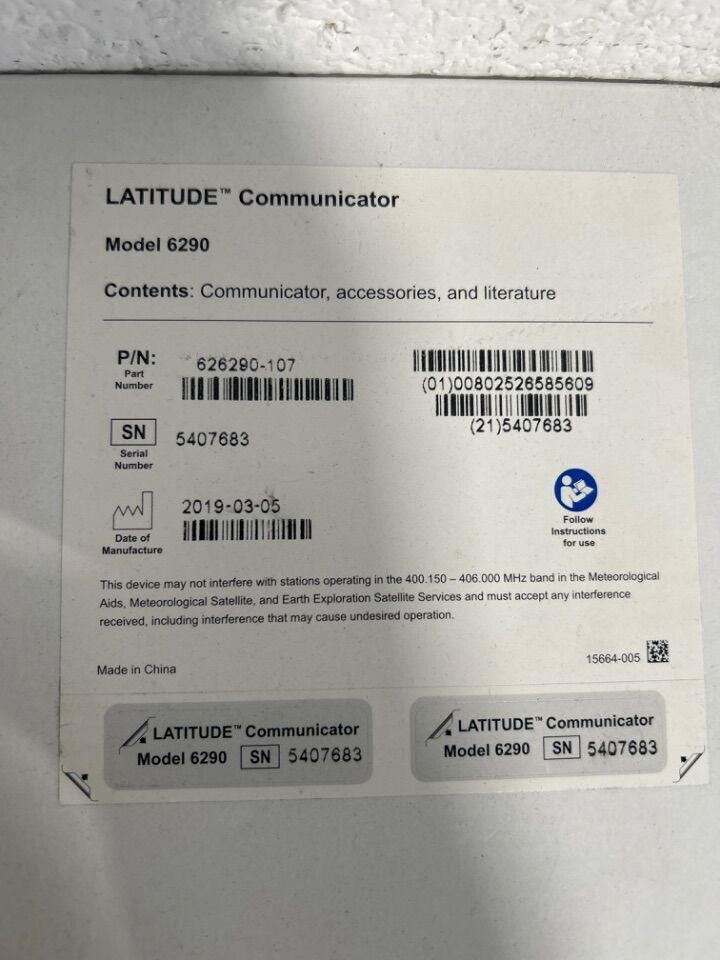 LATITUDE™ Communicator
Model 6290
Contents: Communicator, accessories, and literature
P/N:
Part
Number
626290-107
(01)00802526585609
(21)5407683
SN
Serial
Number
5407683
2019-03-05
Date of
Manufacture
Follow
Instructions
for use
This device may not interfere with stations operating in the 400.150 – 406.000 MHz band in the Meteorological
Aids, Meteorological Satellite, and Earth Exploration Satellite Services and must accept any interference
received, including interference that may cause undesired operation.
15664-005
Made in China
LATITUDE™ Communicator
Model 6290 SN 5407683
LATITUDE™ Communicator
Model 6290 SN 5407683